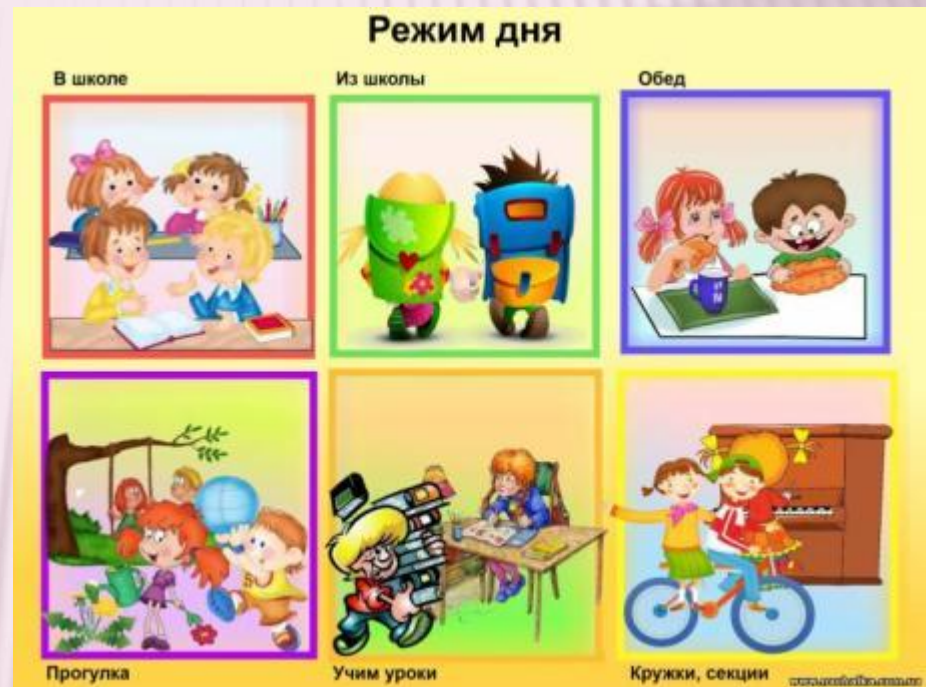 Режим дня
В школе
Из школы
Обед
Прогулка
Учим уроки
Кружки, секции